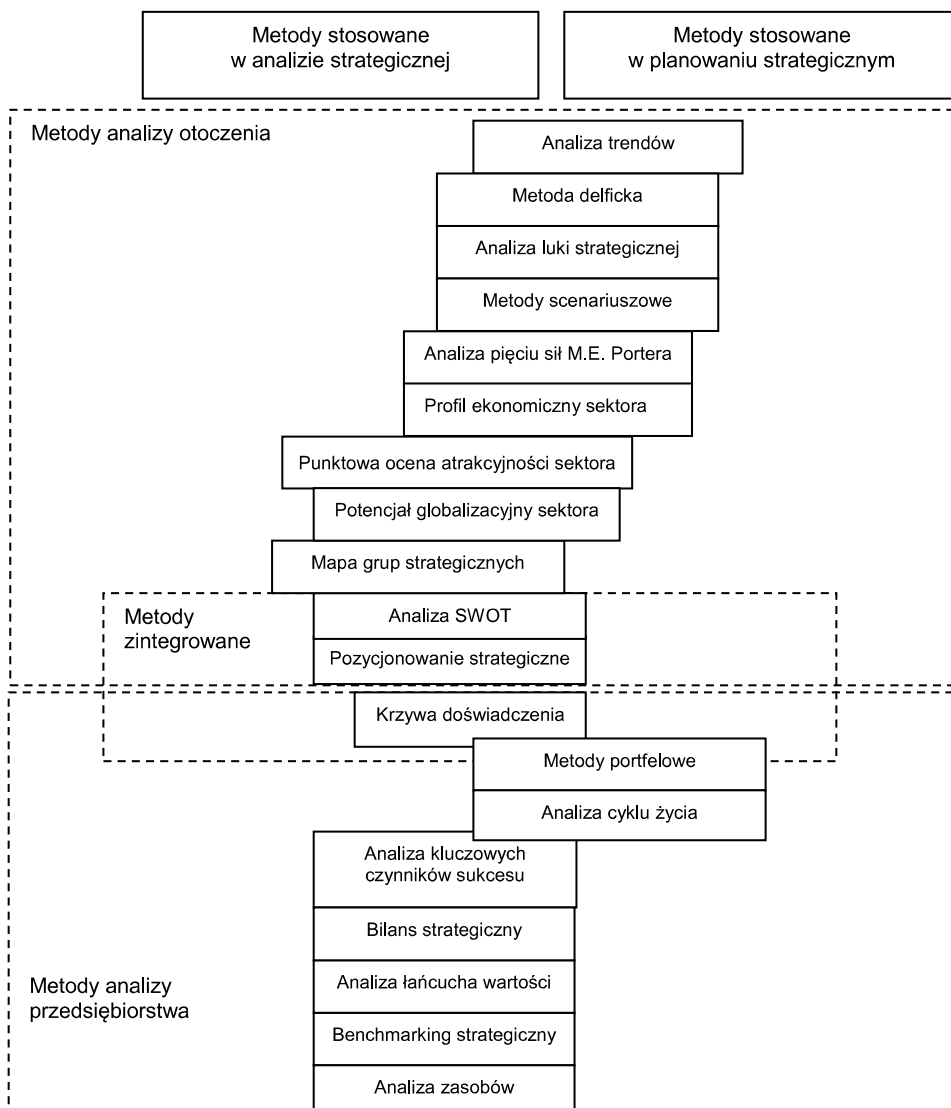 Metody stosowane
w analizie strategicznej
Metody stosowane
w planowaniu strategicznym
Metody analizy otoczenia
Analiza trendów
Metoda delficka
Analiza luki strategicznej
Metody scenariuszowe
Analiza pięciu sił M.E. Portera
Profil ekonomiczny sektora
Punktowa ocena atrakcyjności sektora
Potencjał globalizacyjny sektora
Mapa grup strategicznych
Metody
zintegrowane
Analiza SWOT
Pozycjonowanie strategiczne
Krzywa doświadczenia
Metody portfelowe
Analiza cyklu życia
Analiza kluczowych
czynników sukcesu
Bilans strategiczny
Metody analizy
przedsiębiorstwa
Analiza łańcucha wartości
Benchmarking strategiczny
Analiza zasobów